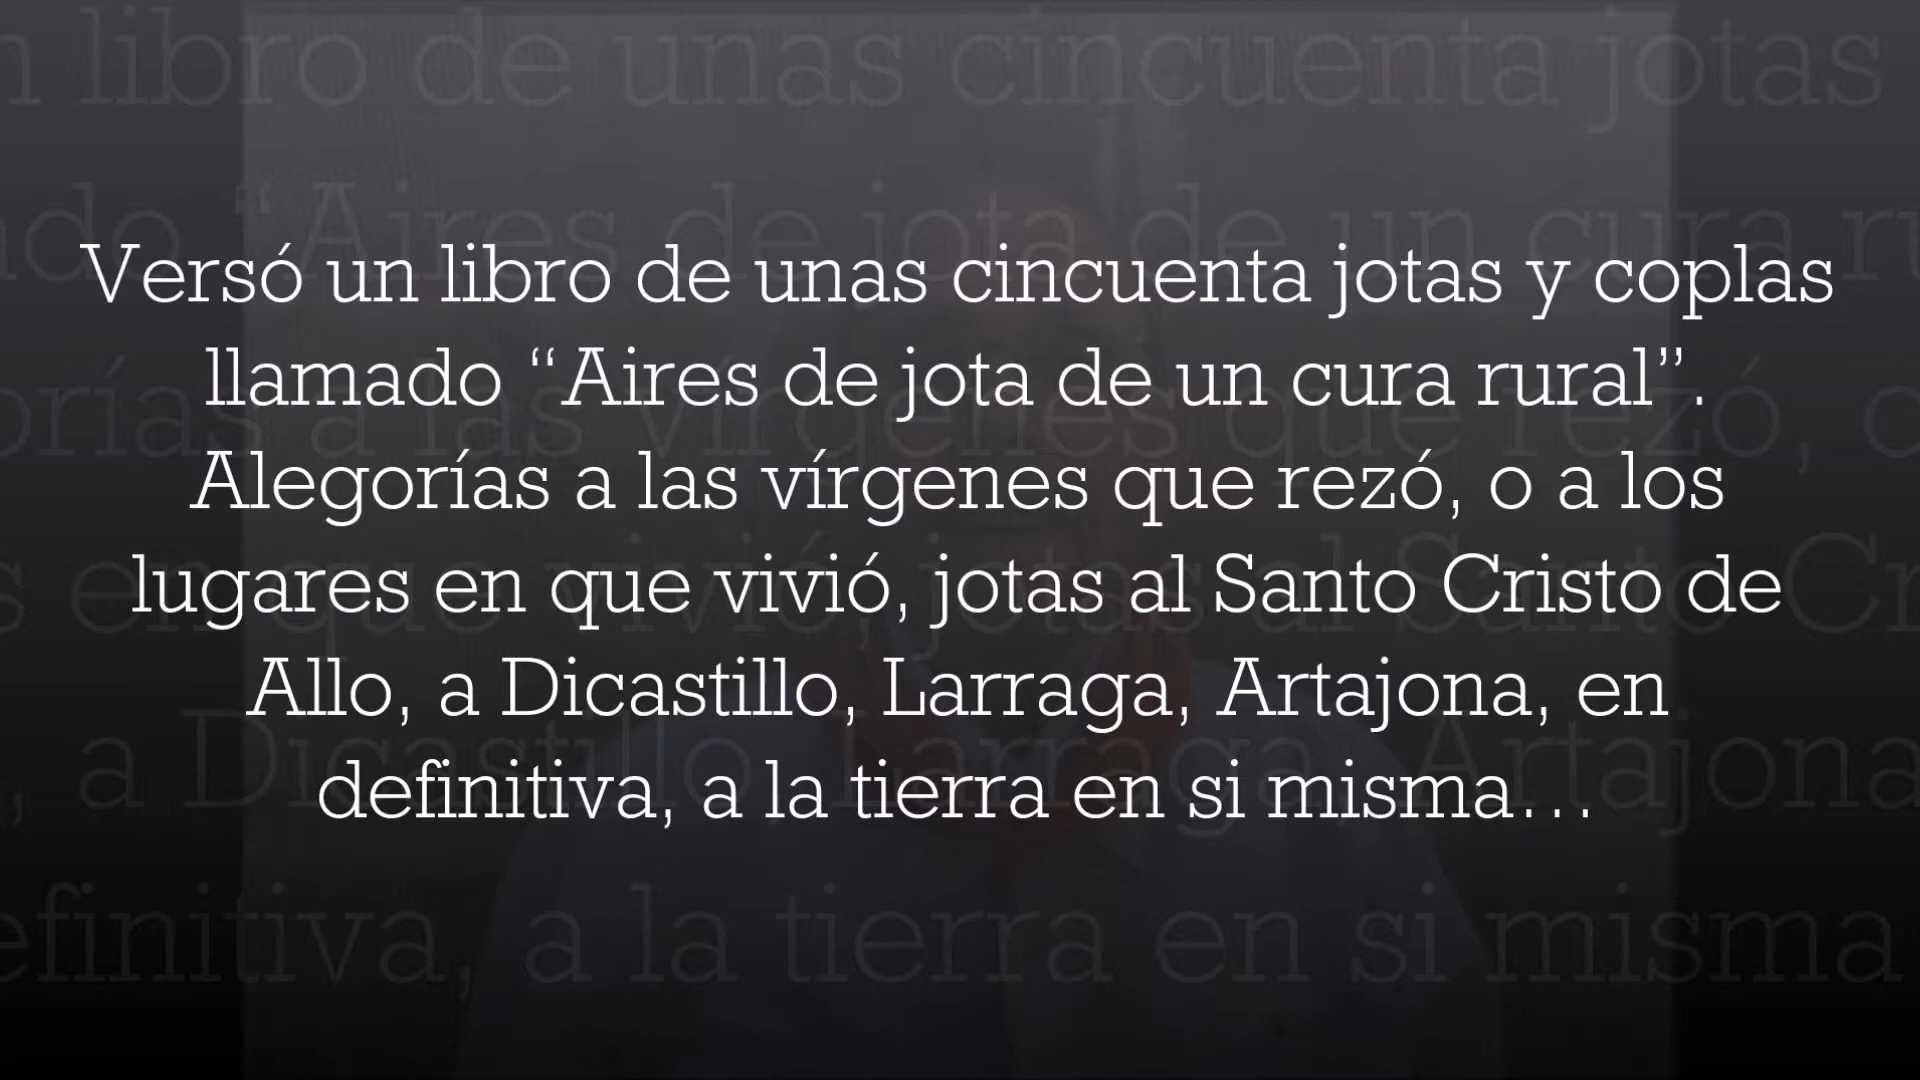 Versó un libro de unas cincuenta jotas y coplas
llamado “Aires de jota de un cura rural”.
Alegorías a las vírgenes que rezó, o a los
lugares en que vivió, jotas al Santo Cristo de
Allo, a Dicastillo, Larraga, Artajona, en
definitiva, a la tierra en si misma…